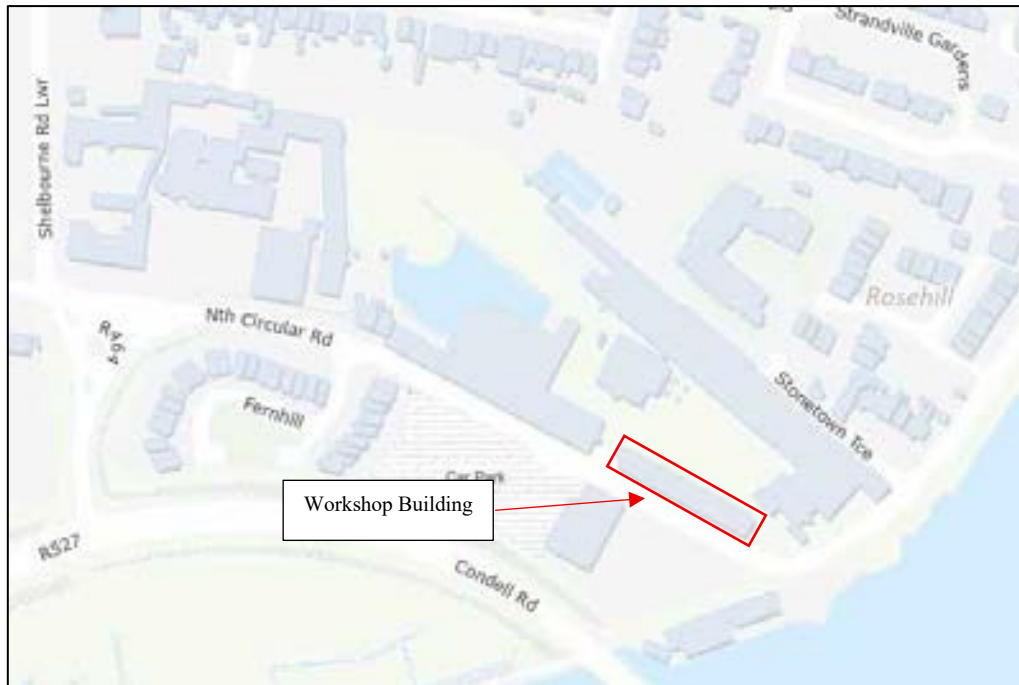 Strandville Gardens
Shelbourne Rd Lwr
Rosehill
Nth Circular Rd
R464
Fernhill
Stonetown Tce
Car Park
Workshop Building
R527
Condell Rd